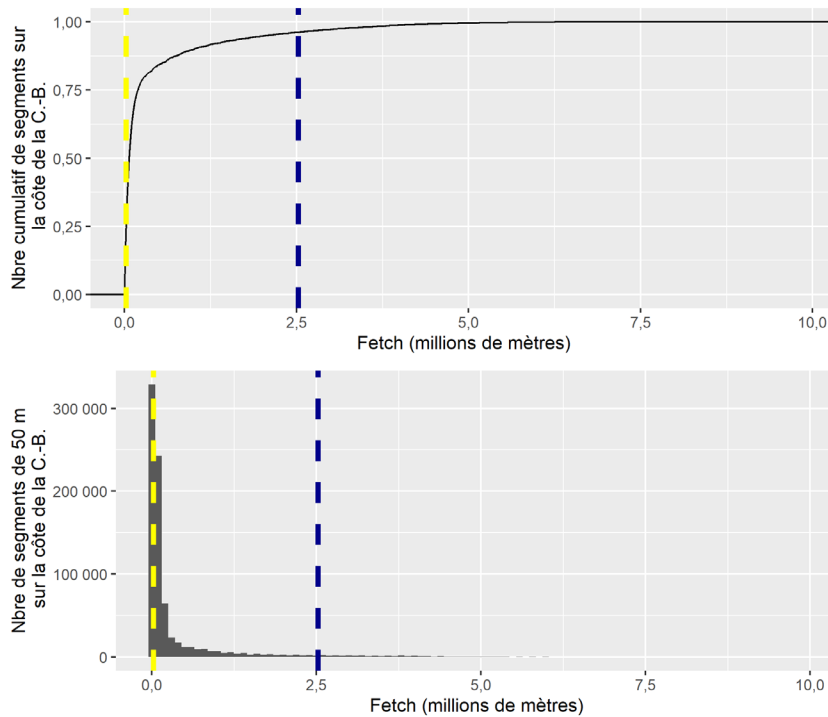 Nbre cumulatif de segments sur
la côte de la C.-B.
1,00
0,75
0,50
0,25
0,00
0,0 2,5 5,0 7,5 10,0
Fetch (millions de mètres)
Nbre de segments de 50 m
sur la côte de la C.-B.
300 000
200 000
100 000
0
0,0 2,5 5,0 7,5 10,0
Fetch (millions de mètres)